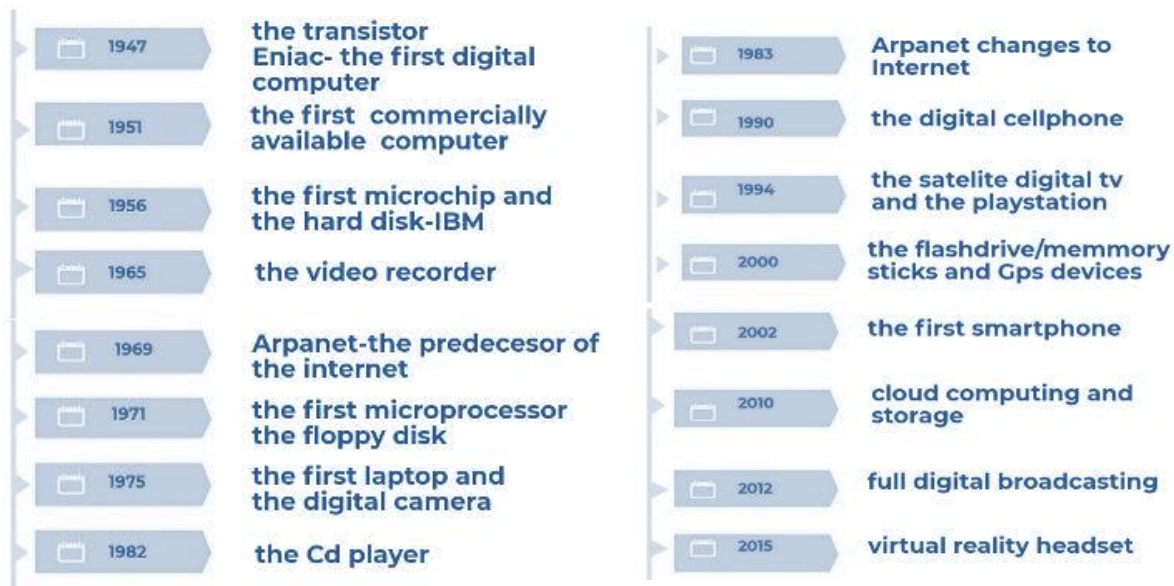 1947
the transistor
Eniac- the first digital
computer
1951
the first commercially
available computer
1956
the first microchip and
the hard disk-IBM
1965
the video recorder
1969
Arpanet-the predecesor of
the internet
1971
the first microprocessor
the floppy disk
1975
the first laptop and
the digital camera
1982
the Cd player
1983
Arpanet changes to
Internet
1990
the digital cellphone
1994
the satelite digital tv
and the playstation
2000
the flashdrive/memmory
sticks and Gps devices
2002
the first smartphone
2010
cloud computing and
storage
2012
full digital broadcasting
2015
virtual reality headset